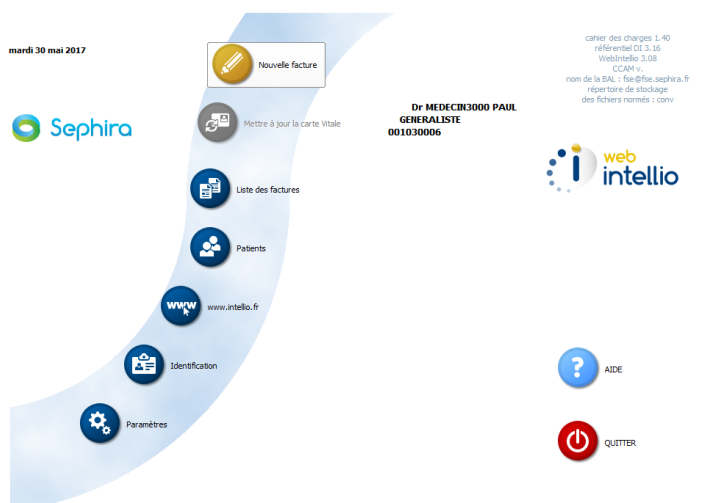 mardi 30 mai 2017
Sephira
Nouvelle facture
Mettre à jour la carte Vitale
Liste des factures
Patients
www
www.intellio.fr
Identification
Paramètres
Dr MEDECIN3000 PAUL
GENERALISTE
001030006
cahier des charges 1.40
référentiel DI 3.16
WebIntellio 3.08
CCAM v.
nom de la BAL : fse@fse.sephira.fr
répertoire de stockage
des fichiers normés : conv
web
intellio
?
AIDE
QUITTER